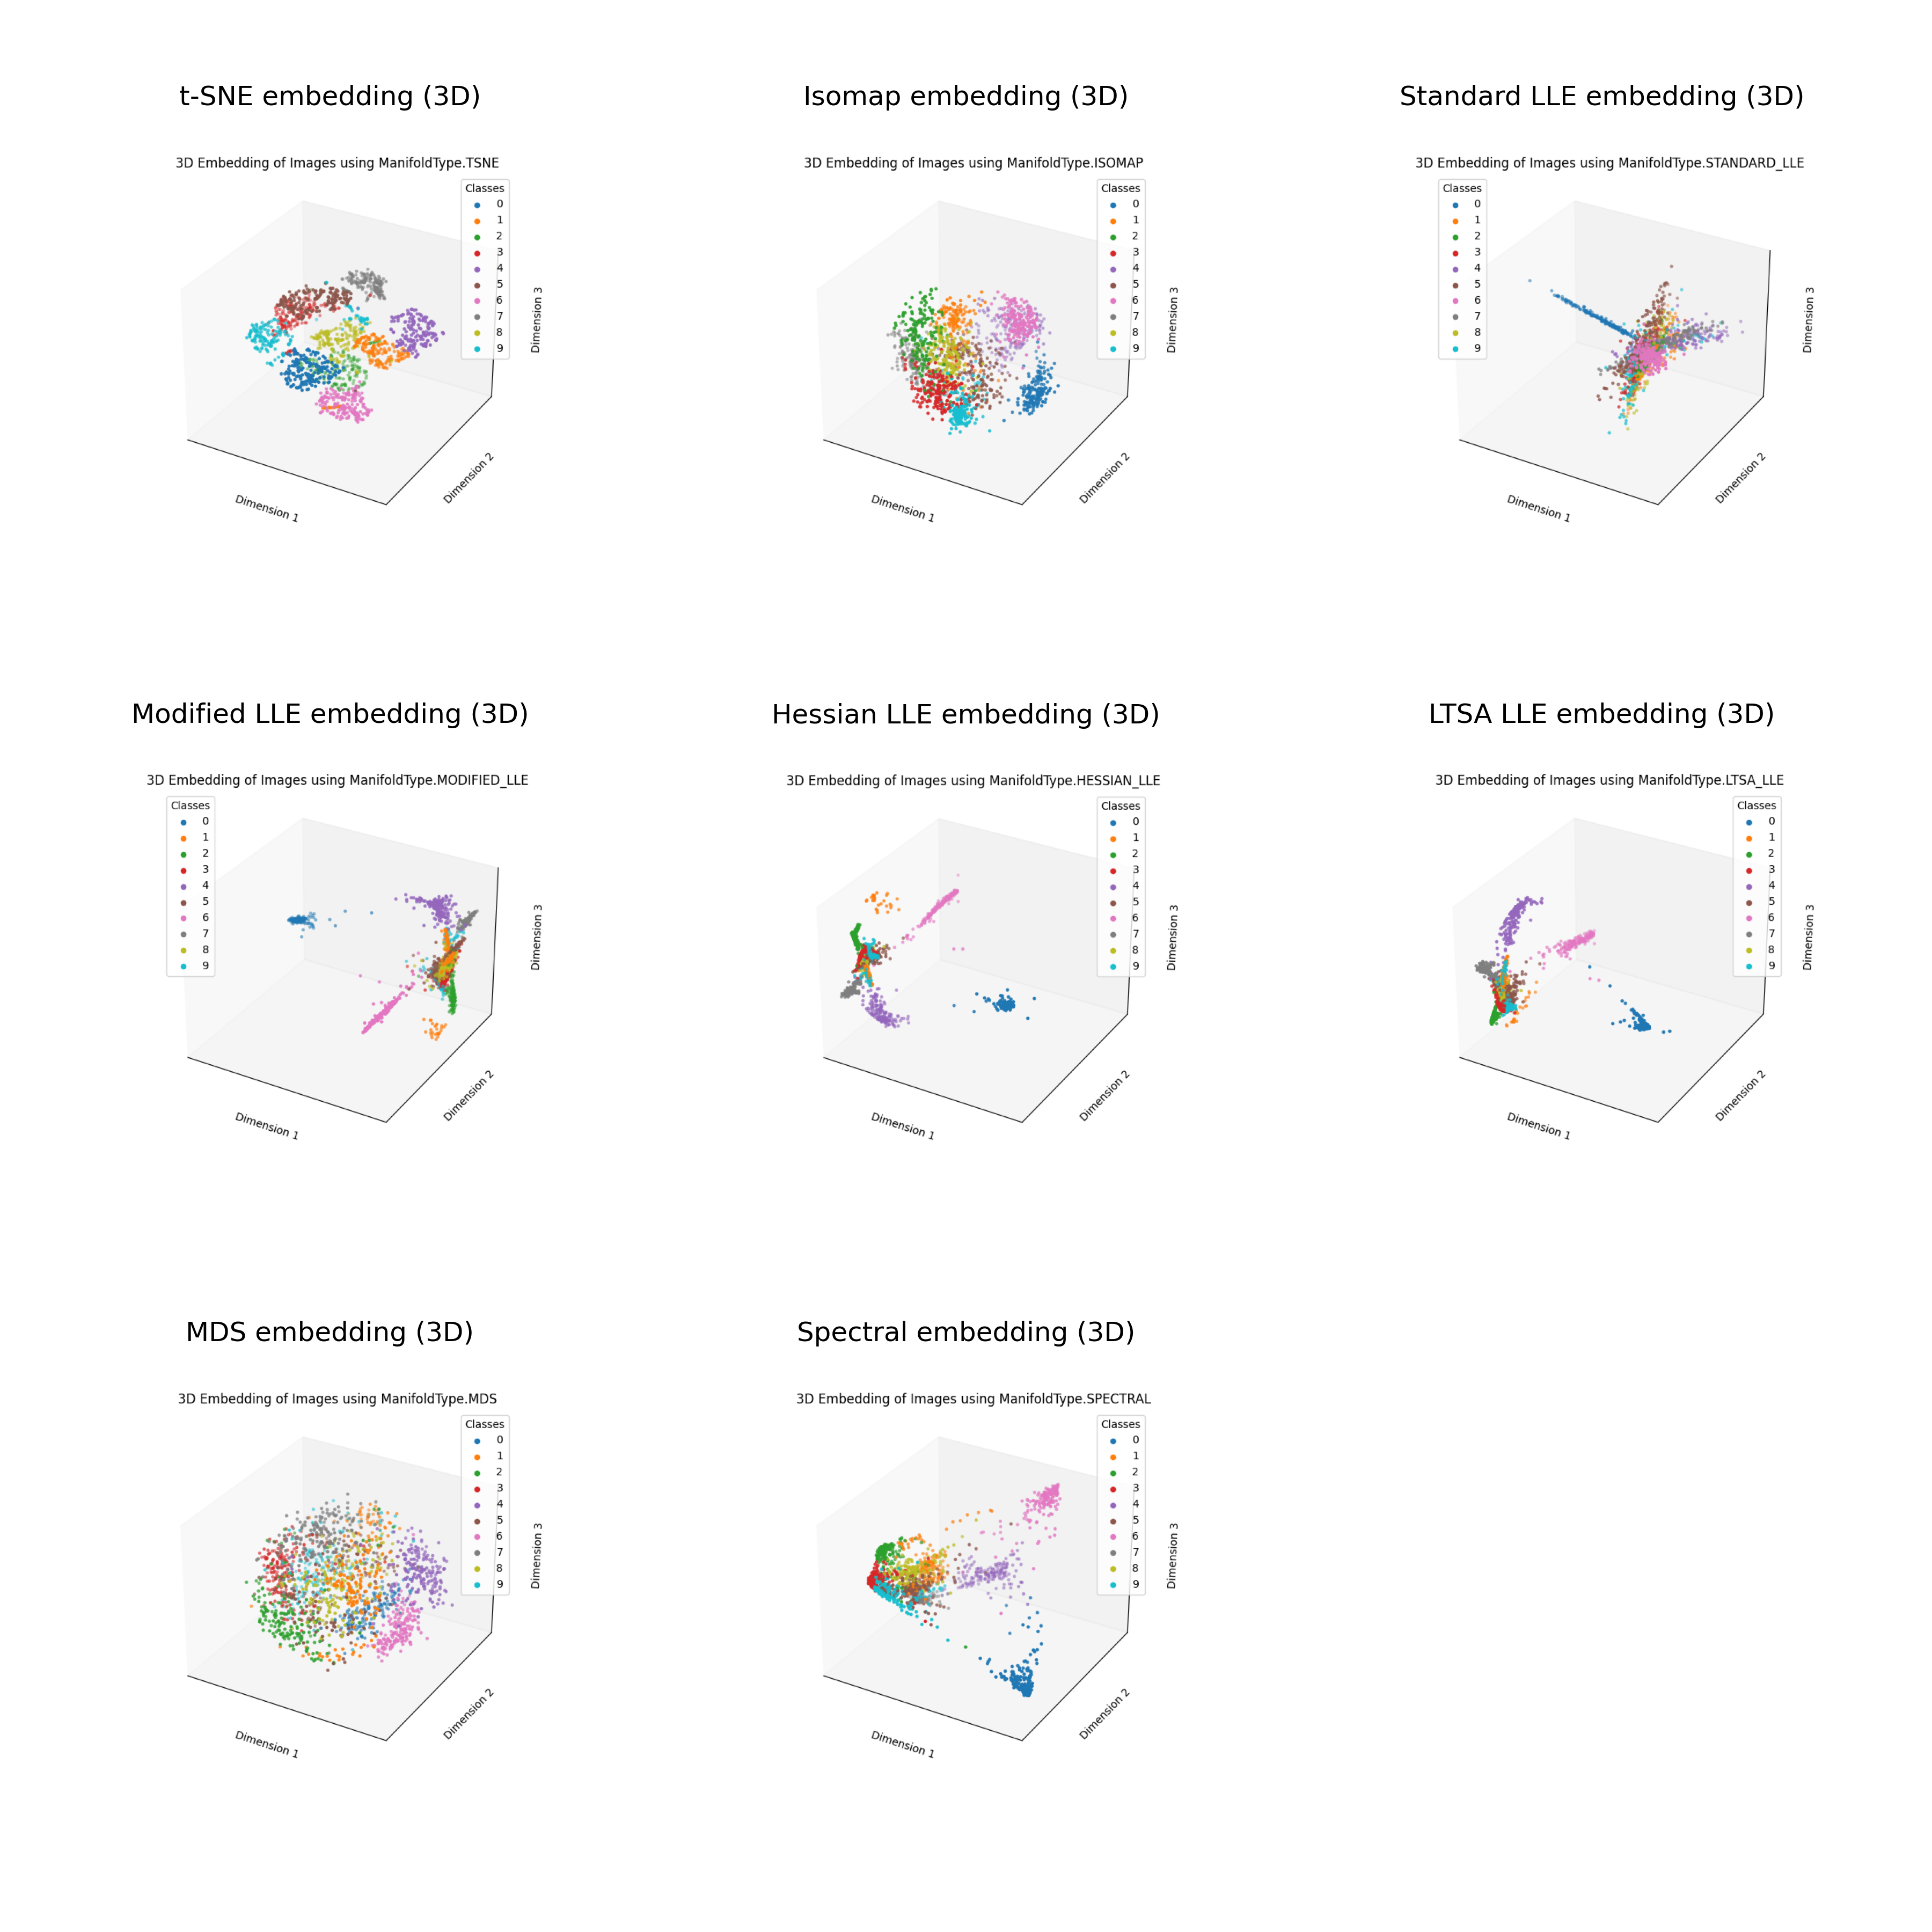 t-SNE embedding (3D)
3D Embedding of Images using ManifoldType.TSNE
Classes
0
1
2
3
4
5
6
7
8
9
Dimension 3
Dimension 2
Dimension 1
Isomap embedding (3D)
3D Embedding of Images using ManifoldType.ISOMAP
Classes
0
1
2
3
4
5
6
7
8
9
Dimension 3
Dimension 2
Dimension 1
Standard LLE embedding (3D)
3D Embedding of Images using ManifoldType.STANDARD_LLE
Classes
0
1
2
3
4
5
6
7
8
9
Dimension 3
Dimension 2
Dimension 1
Modified LLE embedding (3D)
3D Embedding of Images using ManifoldType.MODIFIED_LLE
Classes
0
1
2
3
4
5
6
7
8
9
Dimension 3
Dimension 2
Dimension 1
Hessian LLE embedding (3D)
3D Embedding of Images using ManifoldType.HESSIAN_LLE
Classes
0
1
2
3
4
5
6
7
8
9
Dimension 3
Dimension 2
Dimension 1
LTSA LLE embedding (3D)
3D Embedding of Images using ManifoldType.LTSA_LLE
Classes
0
1
2
3
4
5
6
7
8
9
Dimension 3
Dimension 2
Dimension 1
MDS embedding (3D)
3D Embedding of Images using ManifoldType.MDS
Classes
0
1
2
3
4
5
6
7
8
9
Dimension 3
Dimension 2
Dimension 1
Spectral embedding (3D)
3D Embedding of Images using ManifoldType.SPECTRAL
Classes
0
1
2
3
4
5
6
7
8
9
Dimension 3
Dimension 2
Dimension 1